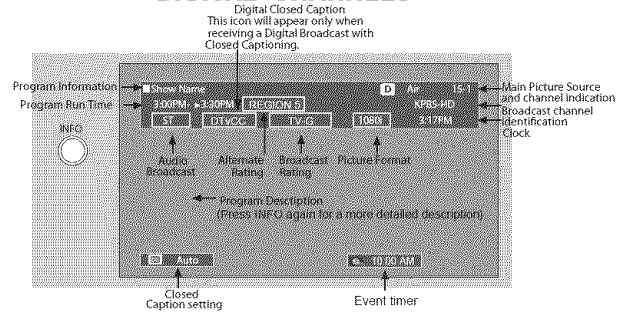 Digital Closed Caption
This icon will appear only when
receiving a Digital Broadcast with
Closed Captioning.
Program Information
Show Name
D Air 15-1
Main Picture Source
and channel indication
Program Run Time
3:00PM- ▸3:30PM
REGION 5
KPBS-HD
Broadcast channel
identification
INFO
ST
DTVCC
TV-G
1080i
3:17PM
Clock
Audio
Broadcast
Alternate
Rating
Broadcast
Rating
Picture Format
Program Desctiption
(Press INFO again for a more detailed description)
CC Auto
10:00 AM
Closed
Caption setting
Event timer